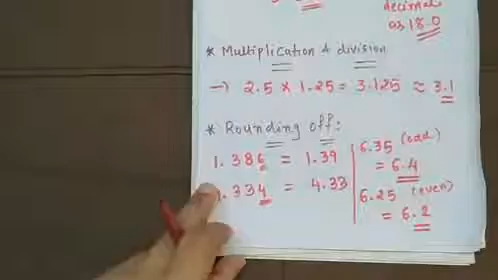 decimal
as 18.0
* Multiplication & division
→ 2.5 × 1.25 = 3.125 ≈ 3.1
* Rounding off:
1.386 = 1.39
.334 = 4.33
6.35 (odd)
= 6.4
6.25 (even)
= 6.2